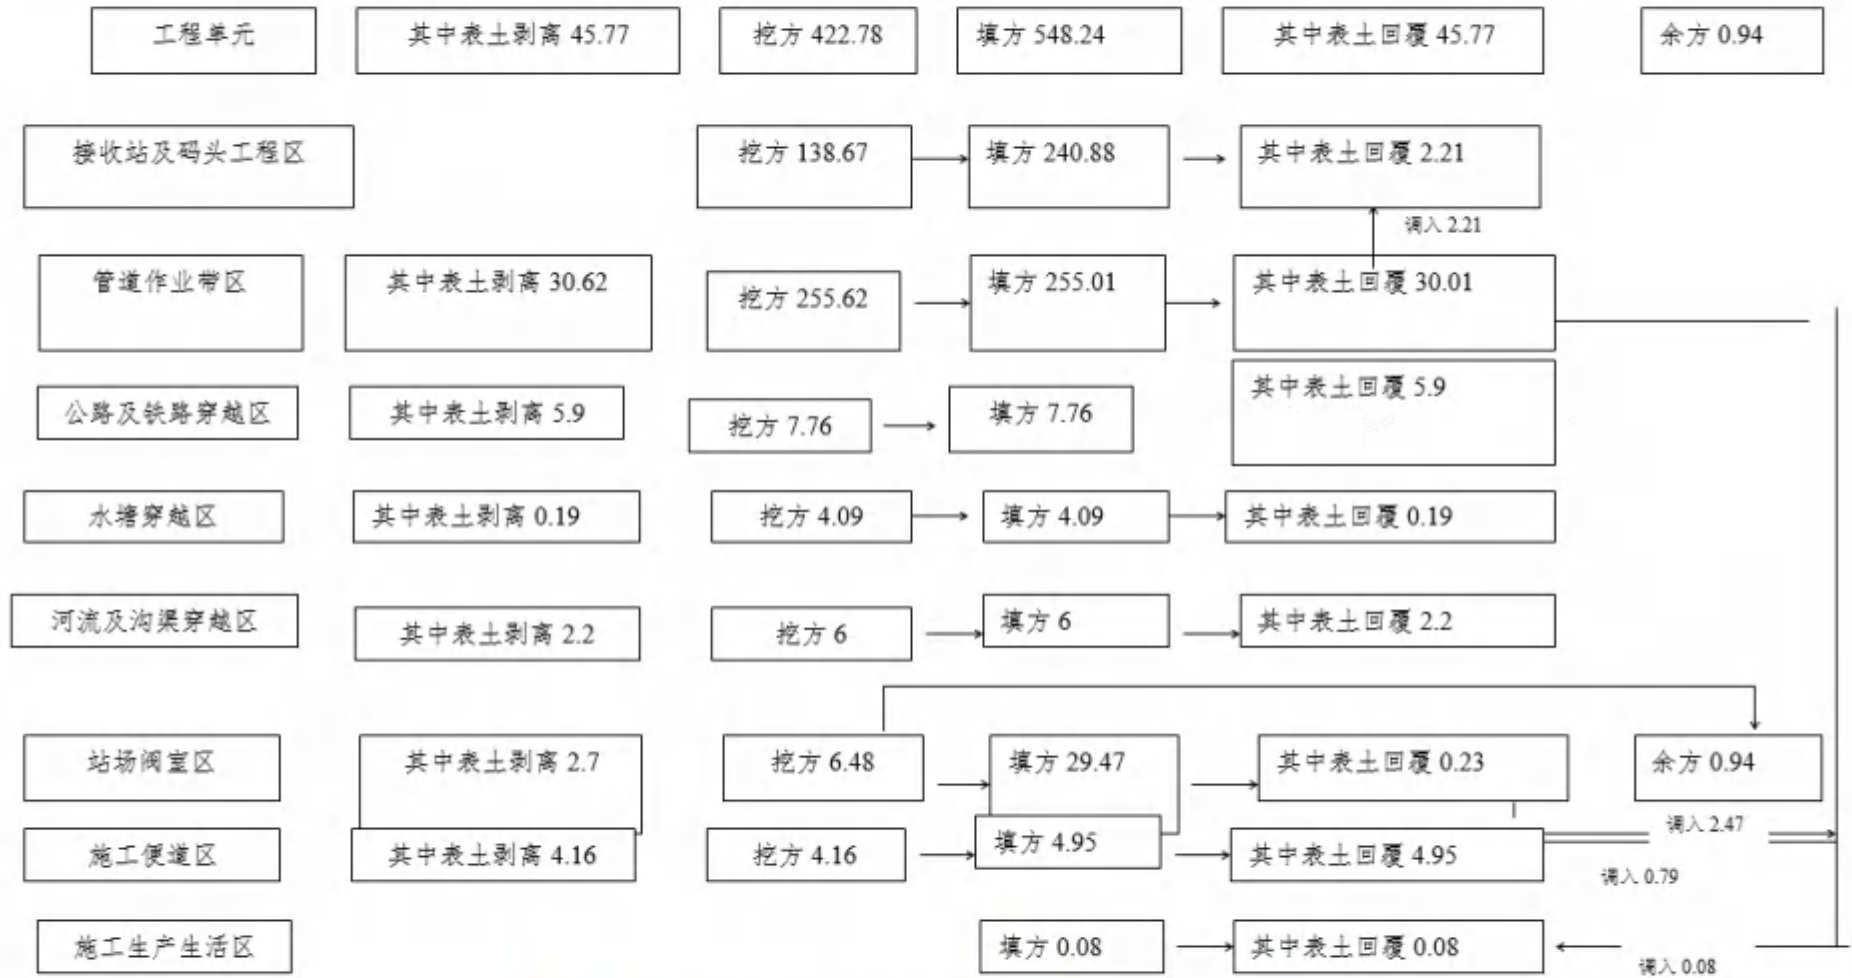 工程单元 其中表土剥离 45.77 挖方 422.78 填方 548.24 其中表土回覆 45.77 余方 0.94
接收站及码头工程区 挖方 138.67 填方 240.88 其中表土回覆 2.21
调入 2.21
管道作业带区 其中表土剥离 30.62 挖方 255.62 填方 255.01 其中表土回覆 30.01
公路及铁路穿越区 其中表土剥离 5.9 挖方 7.76 填方 7.76 其中表土回覆 5.9
水塘穿越区 其中表土剥离 0.19 挖方 4.09 填方 4.09 其中表土回覆 0.19
河流及沟渠穿越区 其中表土剥离 2.2 挖方 6 填方 6 其中表土回覆 2.2
站场阀室区 其中表土剥离 2.7 挖方 6.48 填方 29.47 其中表土回覆 0.23 余方 0.94
调入 2.47
施工便道区 其中表土剥离 4.16 挖方 4.16 填方 4.95 其中表土回覆 4.95
调入 0.79
施工生产生活区 填方 0.08 其中表土回覆 0.08
调入 0.08